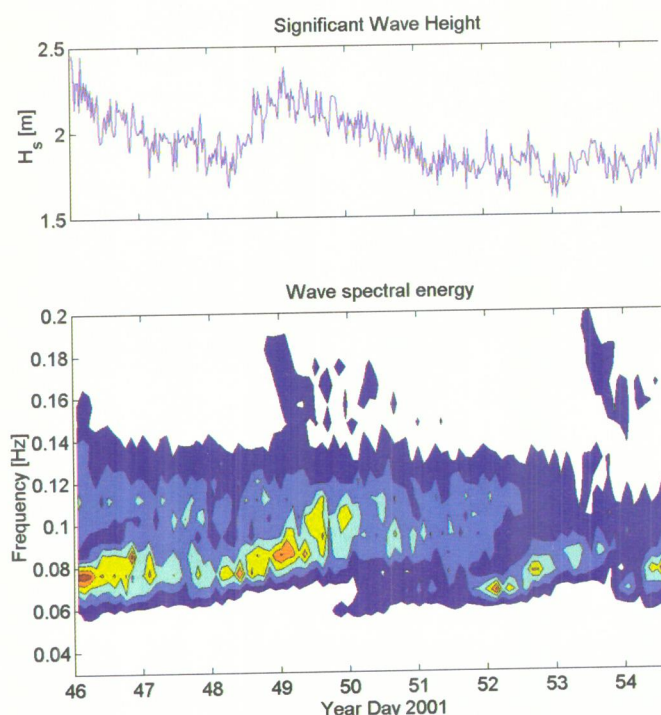 Significant Wave Height
2.5
2
1.5
H_s [m]
Wave spectral energy
0.2
0.18
0.16
0.14
0.12
0.1
0.08
0.06
0.04
Frequency [Hz]
46 47 48 49 50 51 52 53 54
Year Day 2001